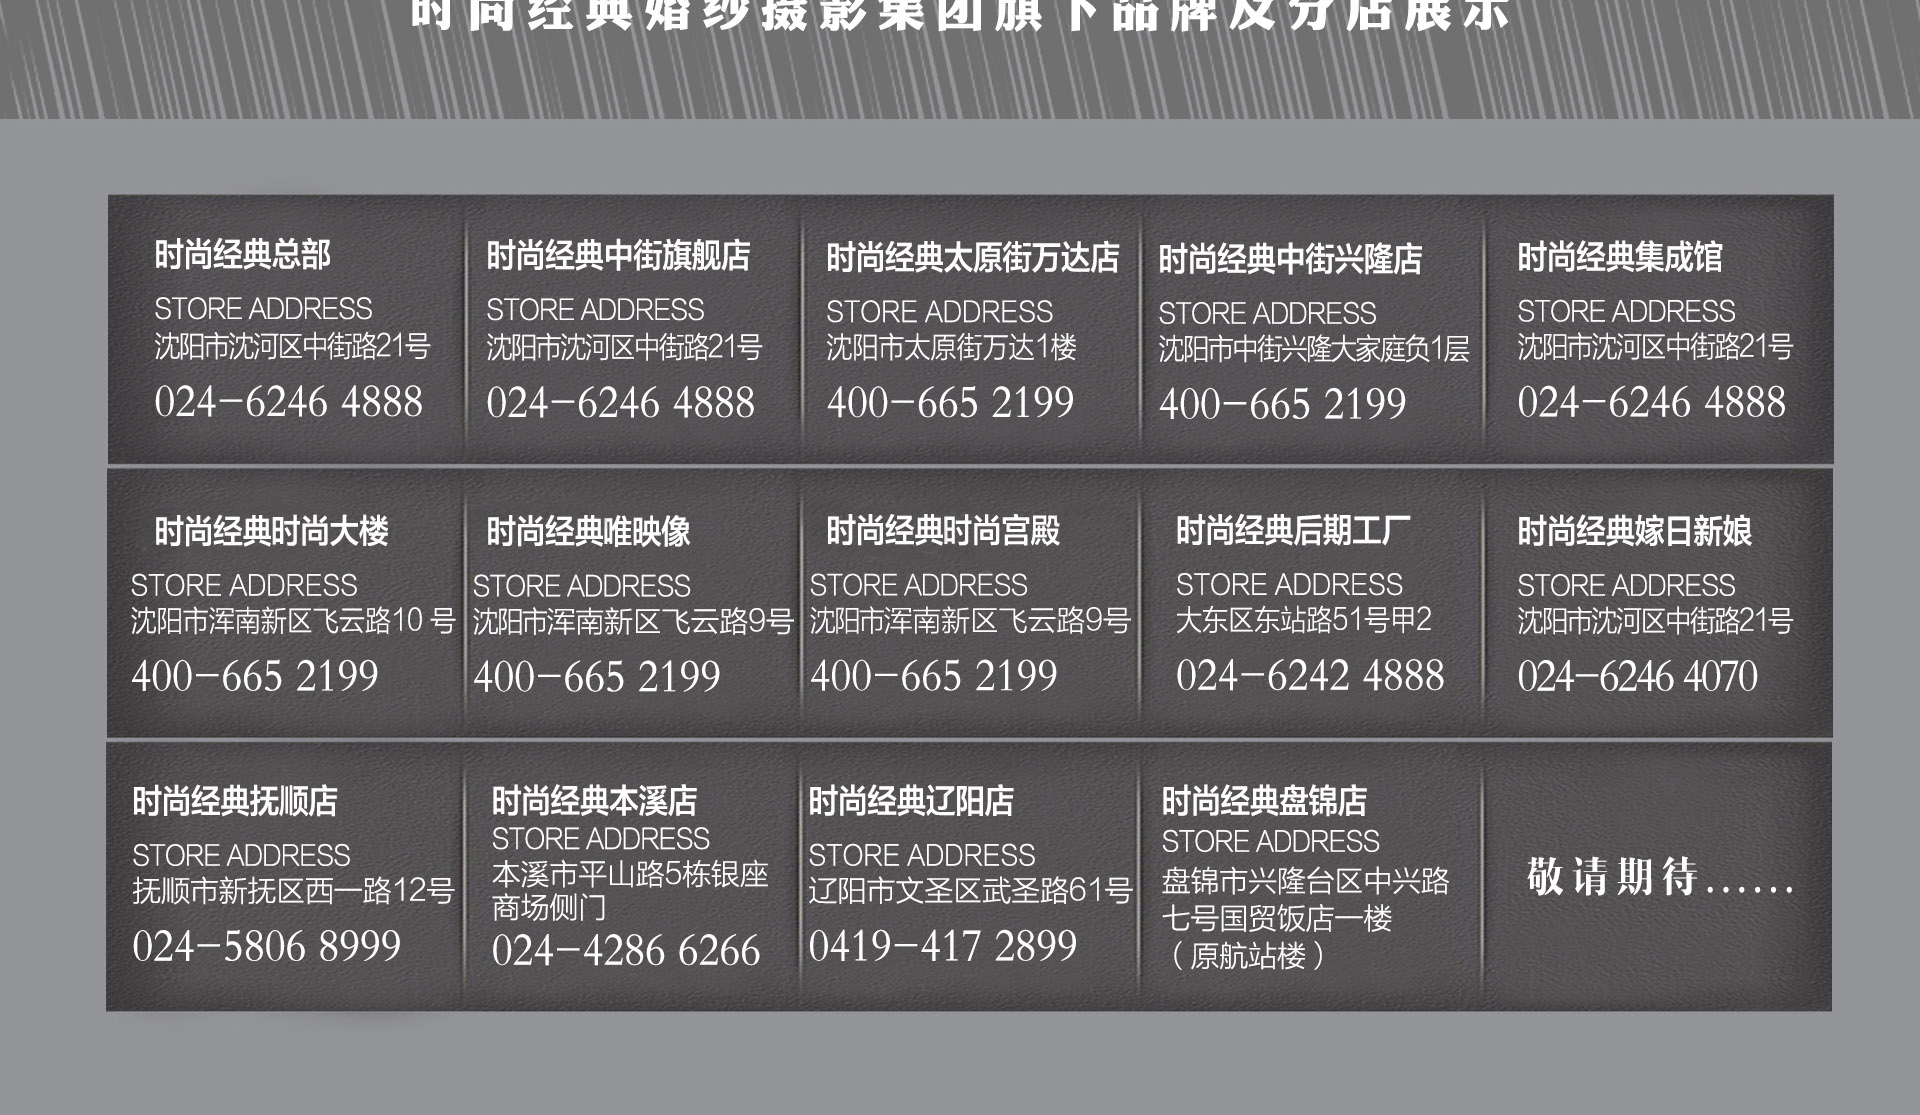 时尚经典婚纱摄影集团旗下品牌及分店展示
时尚经典总部
STORE ADDRESS
沈阳市沈河区中街路21号
024-6246 4888
时尚经典中街旗舰店
STORE ADDRESS
沈阳市沈河区中街路21号
024-6246 4888
时尚经典太原街万达店
STORE ADDRESS
沈阳市太原街万达1楼
400-665 2199
时尚经典中街兴隆店
STORE ADDRESS
沈阳市中街兴隆大家庭负1层
400-665 2199
时尚经典集成馆
STORE ADDRESS
沈阳市沈河区中街路21号
024-6246 4888
时尚经典时尚大楼
STORE ADDRESS
沈阳市浑南新区飞云路10 号
400-665 2199
时尚经典唯映像
STORE ADDRESS
沈阳市浑南新区飞云路9号
400-665 2199
时尚经典时尚宫殿
STORE ADDRESS
沈阳市浑南新区飞云路9号
400-665 2199
时尚经典后期工厂
STORE ADDRESS
大东区东站路51号甲2
024-6242 4888
时尚经典嫁日新娘
STORE ADDRESS
沈阳市沈河区中街路21号
024-6246 4070
时尚经典抚顺店
STORE ADDRESS
抚顺市新抚区西一路12号
024-5806 8999
时尚经典本溪店
STORE ADDRESS
本溪市平山路5栋银座
商场侧门
024-4286 6266
时尚经典辽阳店
STORE ADDRESS
辽阳市文圣区武圣路61号
0419-417 2899
时尚经典盘锦店
STORE ADDRESS
盘锦市兴隆台区中兴路
七号国贸饭店一楼
（原航站楼）
敬请期待......